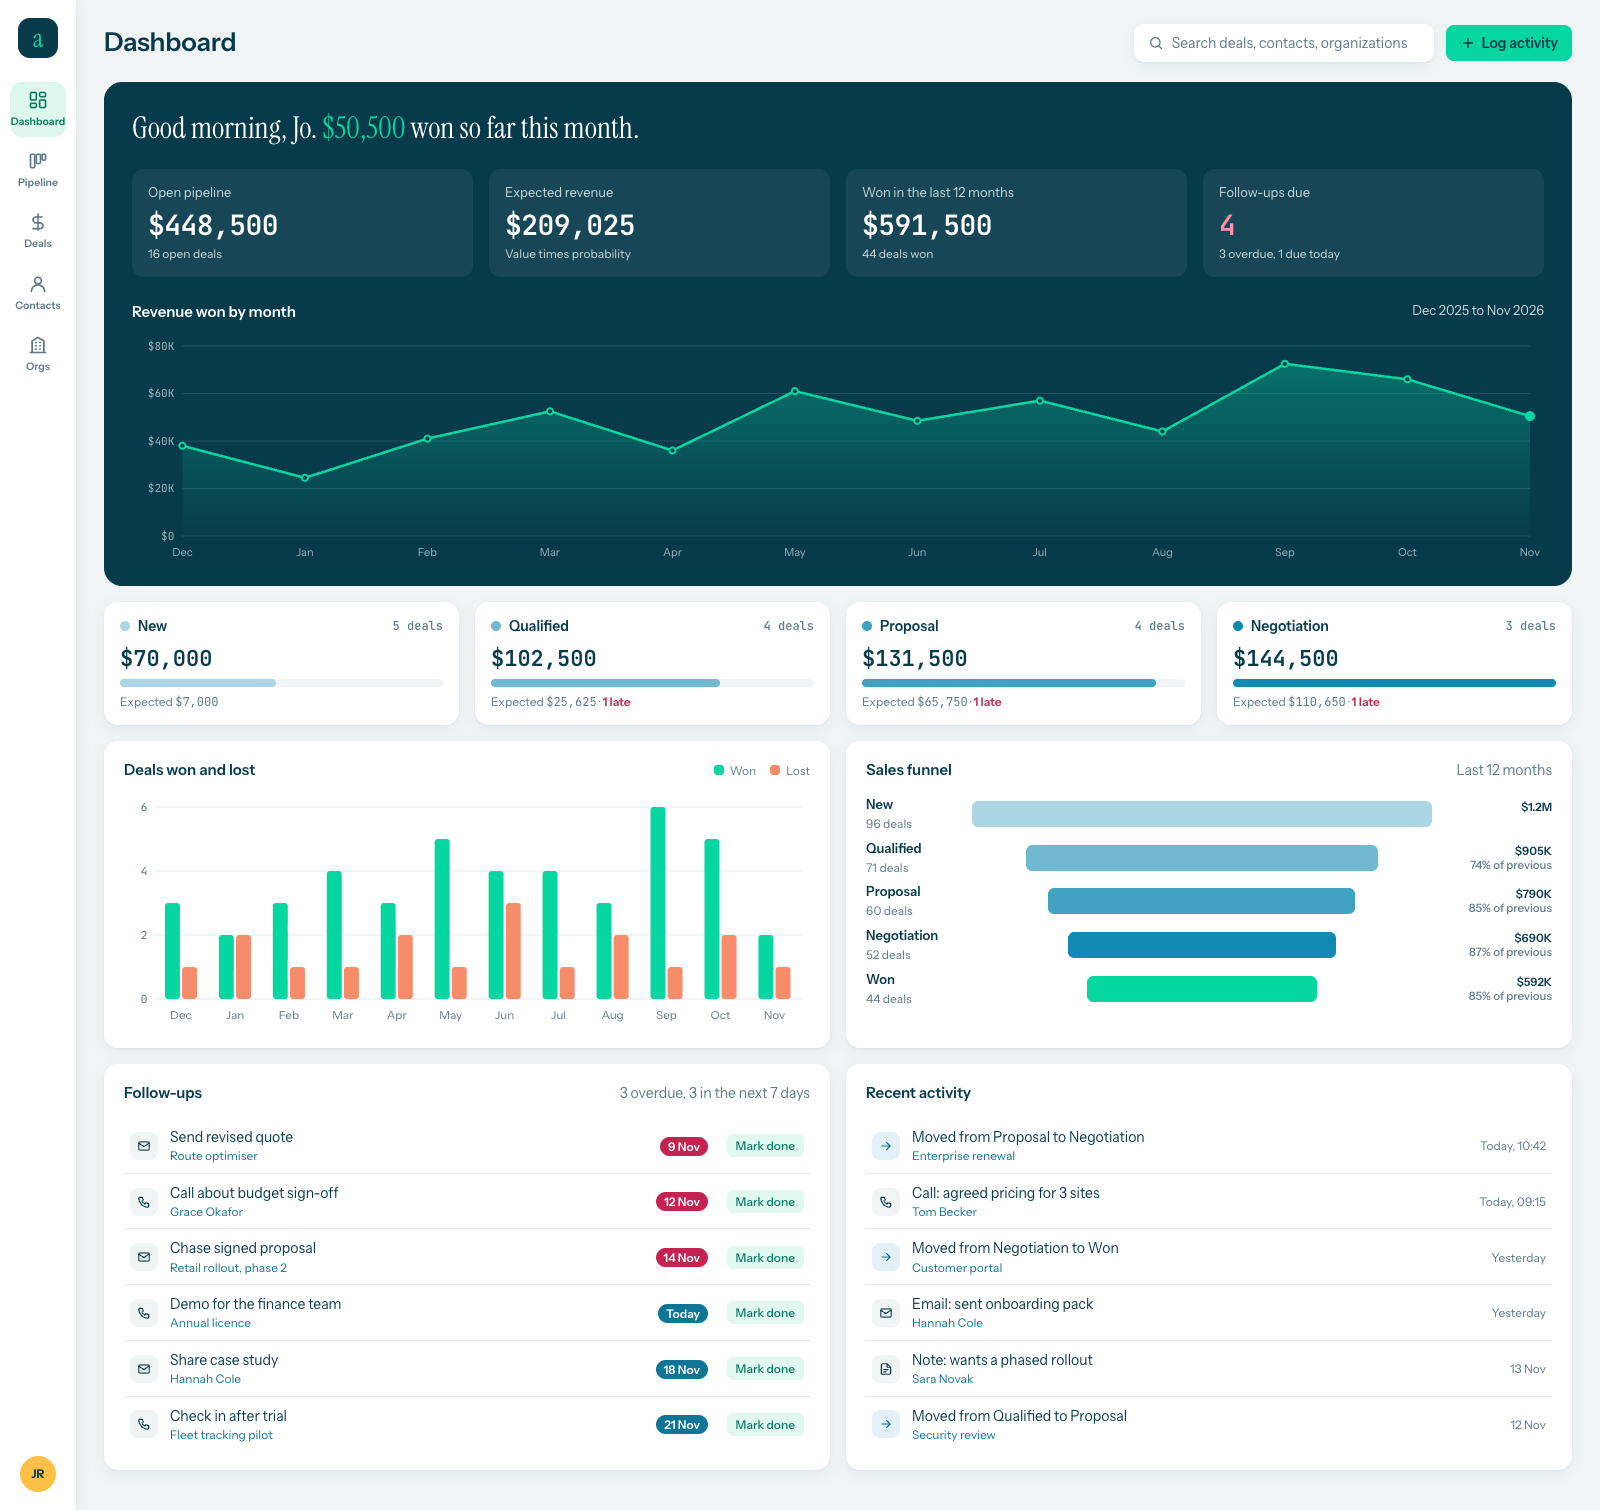 a
Dashboard
Pipeline
Deals
Contacts
Orgs
JR
Dashboard
Search deals, contacts, organizations
Log activity
Good morning, Jo. $50,500 won so far this month.
Open pipeline
$448,500
16 open deals
Expected revenue
$209,025
Value times probability
Won in the last 12 months
$591,500
44 deals won
Follow-ups due
4
3 overdue, 1 due today
Revenue won by month
Dec 2025 to Nov 2026
$80K
$60K
$40K
$20K
$0
Dec Jan Feb Mar Apr May Jun Jul Aug Sep Oct Nov
New 5 deals
$70,000
Expected $7,000
Qualified 4 deals
$102,500
Expected $25,625 · 1 late
Proposal 4 deals
$131,500
Expected $65,750 · 1 late
Negotiation 3 deals
$144,500
Expected $110,650 · 1 late
Deals won and lost
Won Lost
6
4
2
0
Dec Jan Feb Mar Apr May Jun Jul Aug Sep Oct Nov
Sales funnel
Last 12 months
New
96 deals
$1.2M
Qualified
71 deals
$905K
74% of previous
Proposal
60 deals
$790K
85% of previous
Negotiation
52 deals
$690K
87% of previous
Won
44 deals
$592K
85% of previous
Follow-ups
3 overdue, 3 in the next 7 days
Send revised quote
Route optimiser
9 Nov
Mark done
Call about budget sign-off
Grace Okafor
12 Nov
Mark done
Chase signed proposal
Retail rollout, phase 2
14 Nov
Mark done
Demo for the finance team
Annual licence
Today
Mark done
Share case study
Hannah Cole
18 Nov
Mark done
Check in after trial
Fleet tracking pilot
21 Nov
Mark done
Recent activity
Moved from Proposal to Negotiation
Enterprise renewal
Today, 10:42
Call: agreed pricing for 3 sites
Tom Becker
Today, 09:15
Moved from Negotiation to Won
Customer portal
Yesterday
Email: sent onboarding pack
Hannah Cole
Yesterday
Note: wants a phased rollout
Sara Novak
13 Nov
Moved from Qualified to Proposal
Security review
12 Nov